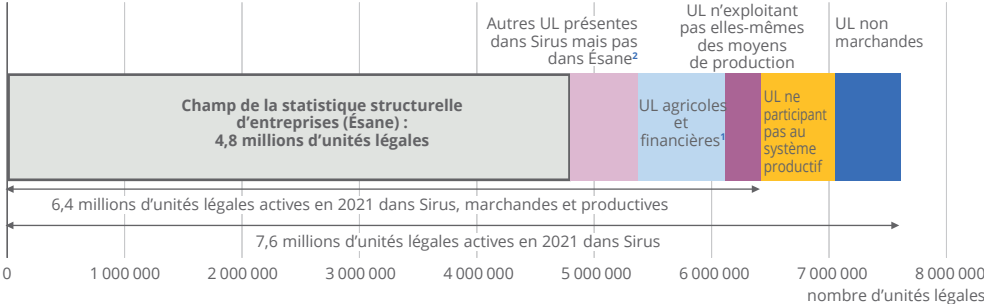 Autres UL présentes
dans Sirus mais pas
dans Ésane²
UL n’exploitant
pas elles-mêmes
des moyens
de production
UL non
marchandes
Champ de la statistique structurelle
d’entreprises (Ésane) :
4,8 millions d’unités légales
UL agricoles
et
financières¹
UL ne
participant
pas au
système
productif
6,4 millions d’unités légales actives en 2021 dans Sirus, marchandes et productives
7,6 millions d’unités légales actives en 2021 dans Sirus
0 1 000 000 2 000 000 3 000 000 4 000 000 5 000 000 6 000 000 7 000 000 8 000 000
nombre d’unités légales